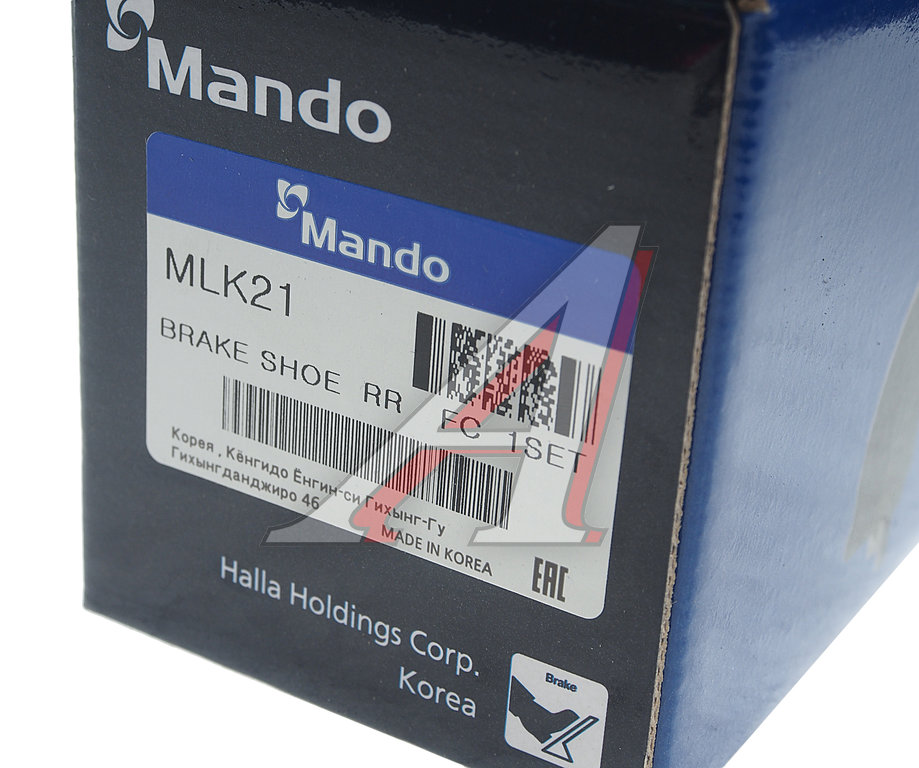 Mando
Mando
MLK21
BRAKE SHOE RR FC 1SET
Корея , Кёнгидо Ёнгин-си Гихынг-Гу
Гихынгданджиро 46
MADE IN KOREA
EAC
Halla Holdings Corp.
Korea
Brake